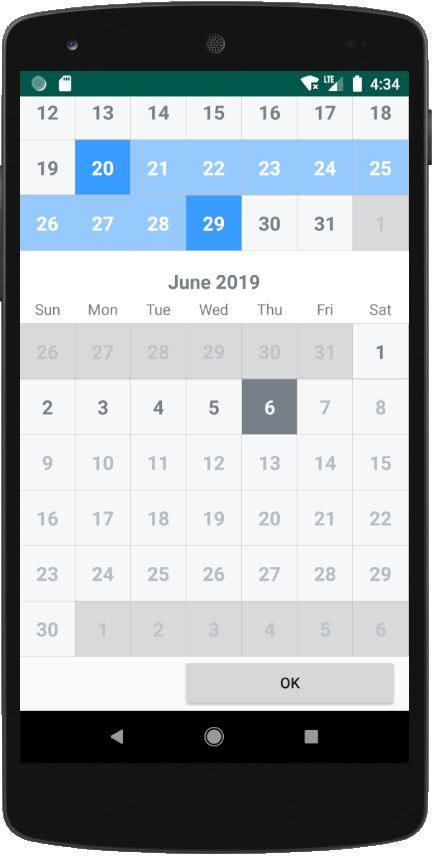 LTE 4:34
12 13 14 15 16 17 18
19 20 21 22 23 24 25
26 27 28 29 30 31 1
June 2019
Sun Mon Tue Wed Thu Fri Sat
26 27 28 29 30 31 1
2 3 4 5 6 7 8
9 10 11 12 13 14 15
16 17 18 19 20 21 22
23 24 25 26 27 28 29
30 1 2 3 4 5 6
OK